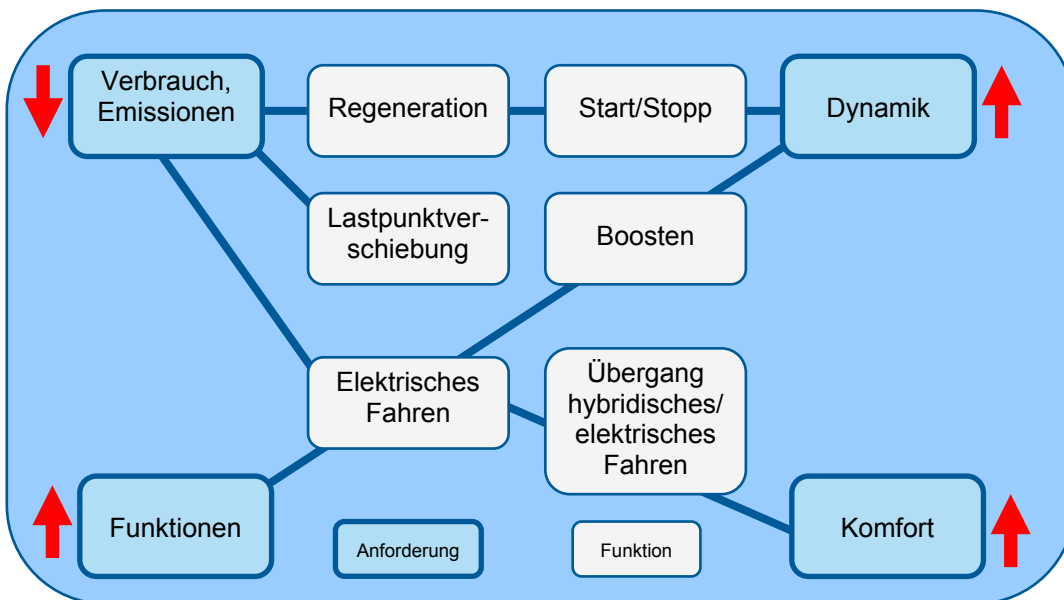 Verbrauch,
Emissionen
Regeneration
Start/Stopp
Dynamik
Lastpunktver-
schiebung
Boosten
Elektrisches
Fahren
Übergang
hybridisches/
elektrisches
Fahren
Funktionen
Anforderung
Funktion
Komfort